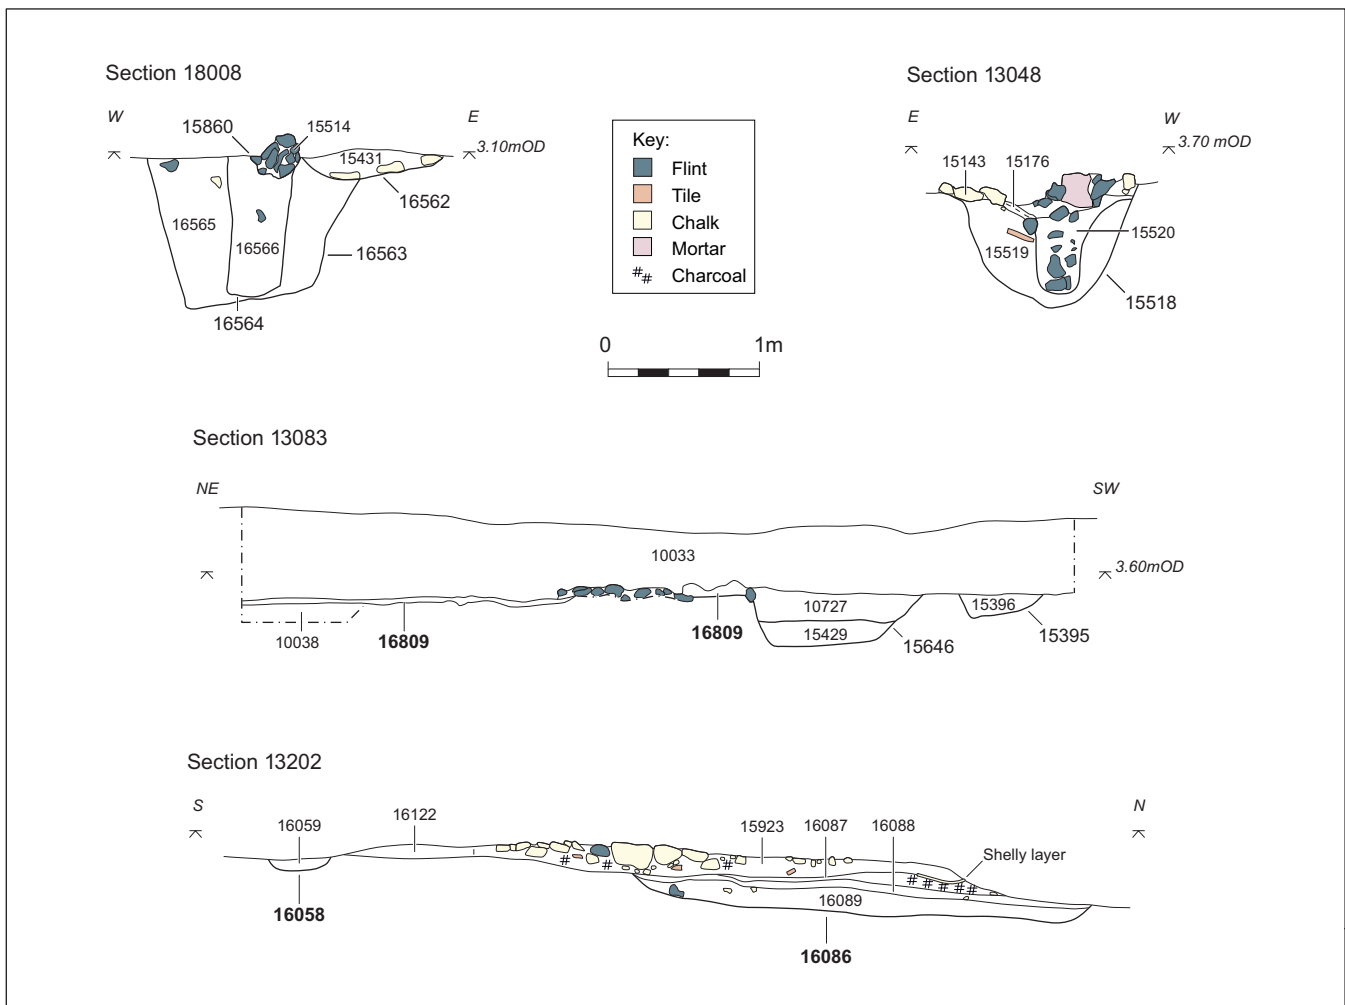 Section 18008
W
E
15860
15514
3.10mOD
15431
16565
16566
16562
16563
16564
Key:
Flint
Tile
Chalk
Mortar
Charcoal
0
1m
Section 13048
E
W
3.70 mOD
15143
15176
15519
15520
15518
Section 13083
NE
SW
10033
3.60mOD
10038
16809
16809
10727
15429
15646
15396
15395
Section 13202
S
N
16059
16122
15923
16087
16088
Shelly layer
16089
16058
16086